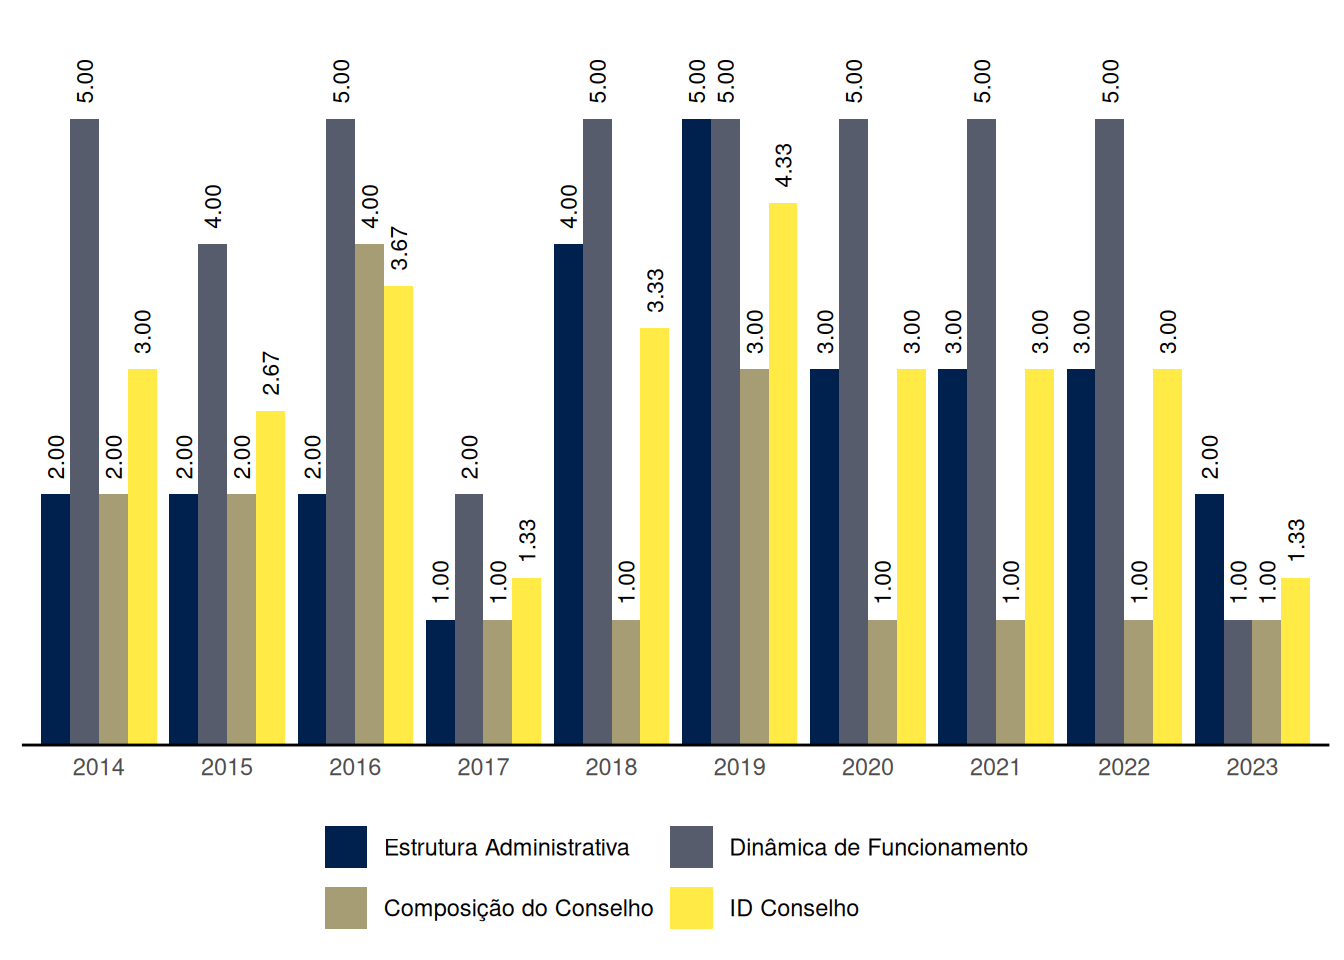 2.00 5.00 2.00 3.00
2.00 4.00 2.00 2.67
2.00 5.00 4.00 3.67
1.00 2.00 1.00 1.33
4.00 5.00 1.00 3.33
5.00 5.00 3.00 4.33
3.00 5.00 1.00 3.00
3.00 5.00 1.00 3.00
3.00 5.00 1.00 3.00
2.00 1.00 1.00 1.33
2014 2015 2016 2017 2018 2019 2020 2021 2022 2023
Estrutura Administrativa Dinâmica de Funcionamento
Composição do Conselho ID Conselho